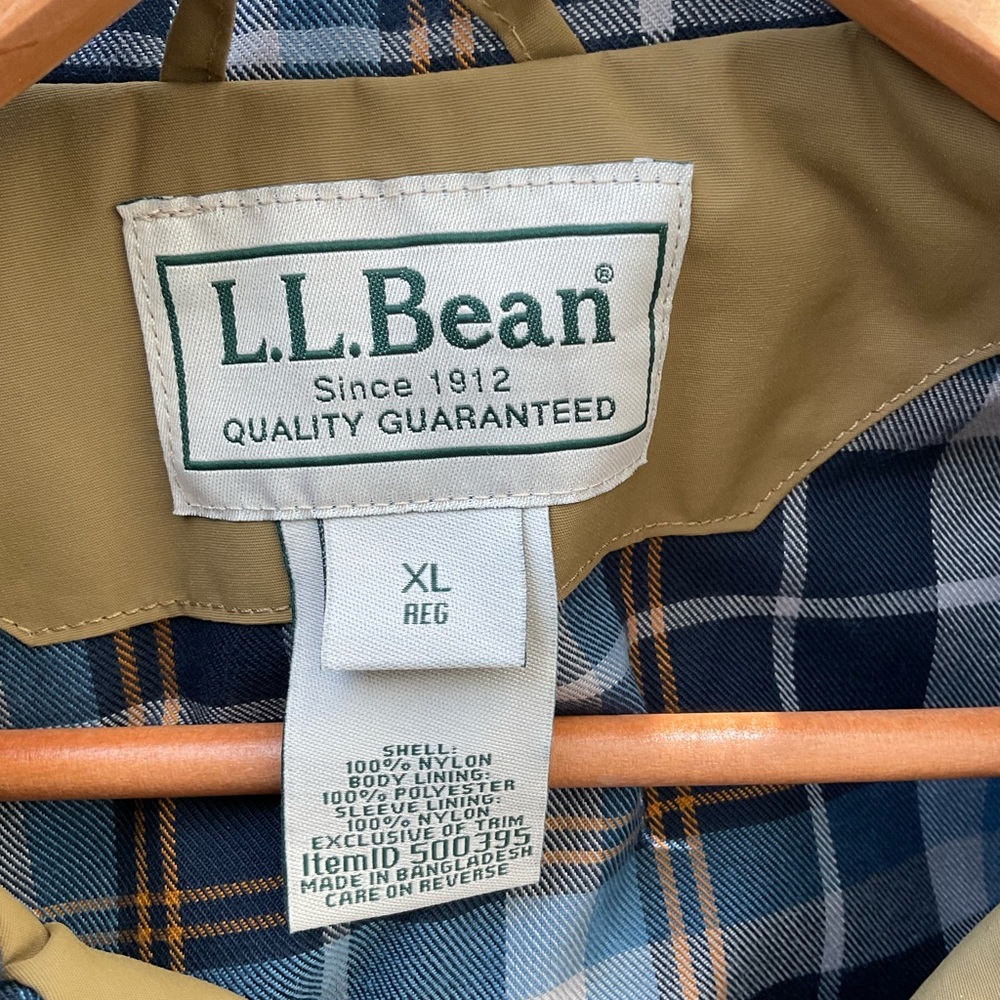 L.L.Bean®
Since 1912
QUALITY GUARANTEED
XL
REG
SHELL:
100% NYLON
BODY LINING:
100% POLYESTER
SLEEVE LINING:
100% NYLON
EXCLUSIVE OF TRIM
ItemID 500395
MADE IN BANGLADESH
CARE ON REVERSE